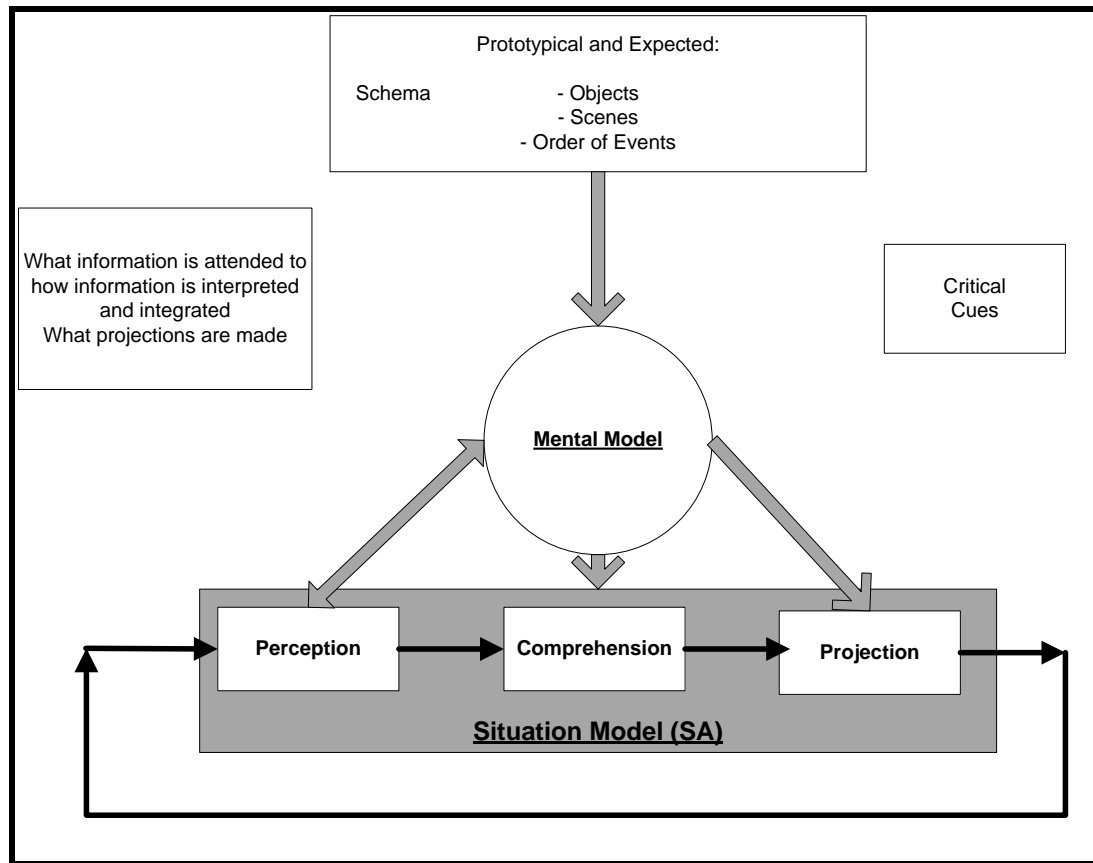 Prototypical and Expected:
Schema - Objects
- Scenes
- Order of Events
What information is attended to
how information is interpreted
and integrated
What projections are made
Critical
Cues
Mental Model
Perception
Comprehension
Projection
Situation Model (SA)